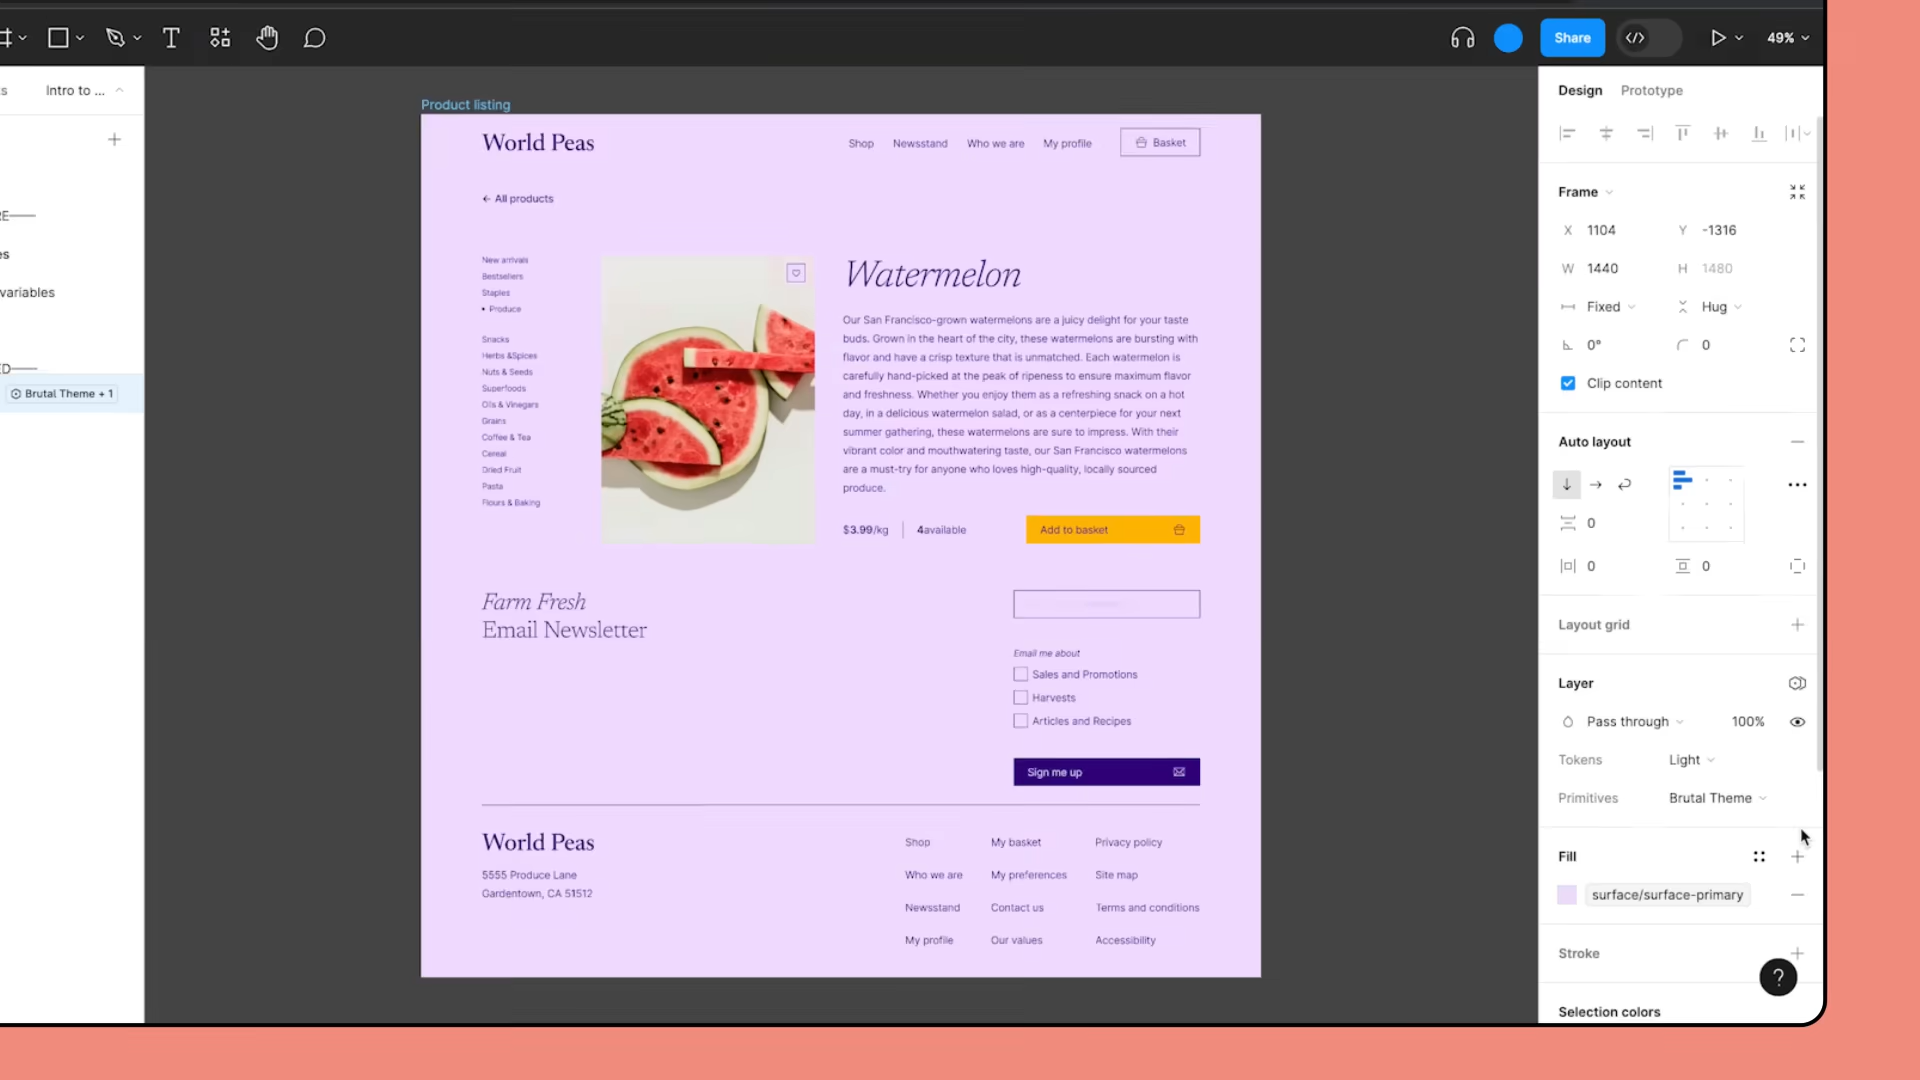 Share
49%
s
Intro to ...
Design
Prototype
Product listing
World Peas
Shop
Newsstand
Who we are
My profile
Basket
← All products
RE——
es
variables
ED——
Brutal Theme + 1
New arrivals
Bestsellers
Staples
• Produce
Snacks
Herbs &Spices
Nuts & Seeds
Superfoods
Oils & Vinegars
Grains
Coffee & Tea
Cereal
Dried Fruit
Pasta
Flours & Baking
Watermelon
Our San Francisco-grown watermelons are a juicy delight for your taste
buds. Grown in the heart of the city, these watermelons are bursting with
flavor and have a crisp texture that is unmatched. Each watermelon is
carefully hand-picked at the peak of ripeness to ensure maximum flavor
and freshness. Whether you enjoy them as a refreshing snack on a hot
day, in a delicious watermelon salad, or as a centerpiece for your next
summer gathering, these watermelons are sure to impress. With their
vibrant color and mouthwatering taste, our San Francisco watermelons
are a must-try for anyone who loves high-quality, locally sourced
produce.
$3.99/kg
4available
Add to basket
Farm Fresh
Email Newsletter
Email me about
Sales and Promotions
Harvests
Articles and Recipes
Sign me up
World Peas
5555 Produce Lane
Gardentown, CA 51512
Shop
Who we are
Newsstand
My profile
My basket
My preferences
Contact us
Our values
Privacy policy
Site map
Terms and conditions
Accessibility
Frame
X 1104
Y -1316
W 1440
H 1480
Fixed
Hug
0°
0
Clip content
Auto layout
0
0
0
Layout grid
Layer
Pass through
100%
Tokens
Light
Primitives
Brutal Theme
Fill
surface/surface-primary
Stroke
?
Selection colors